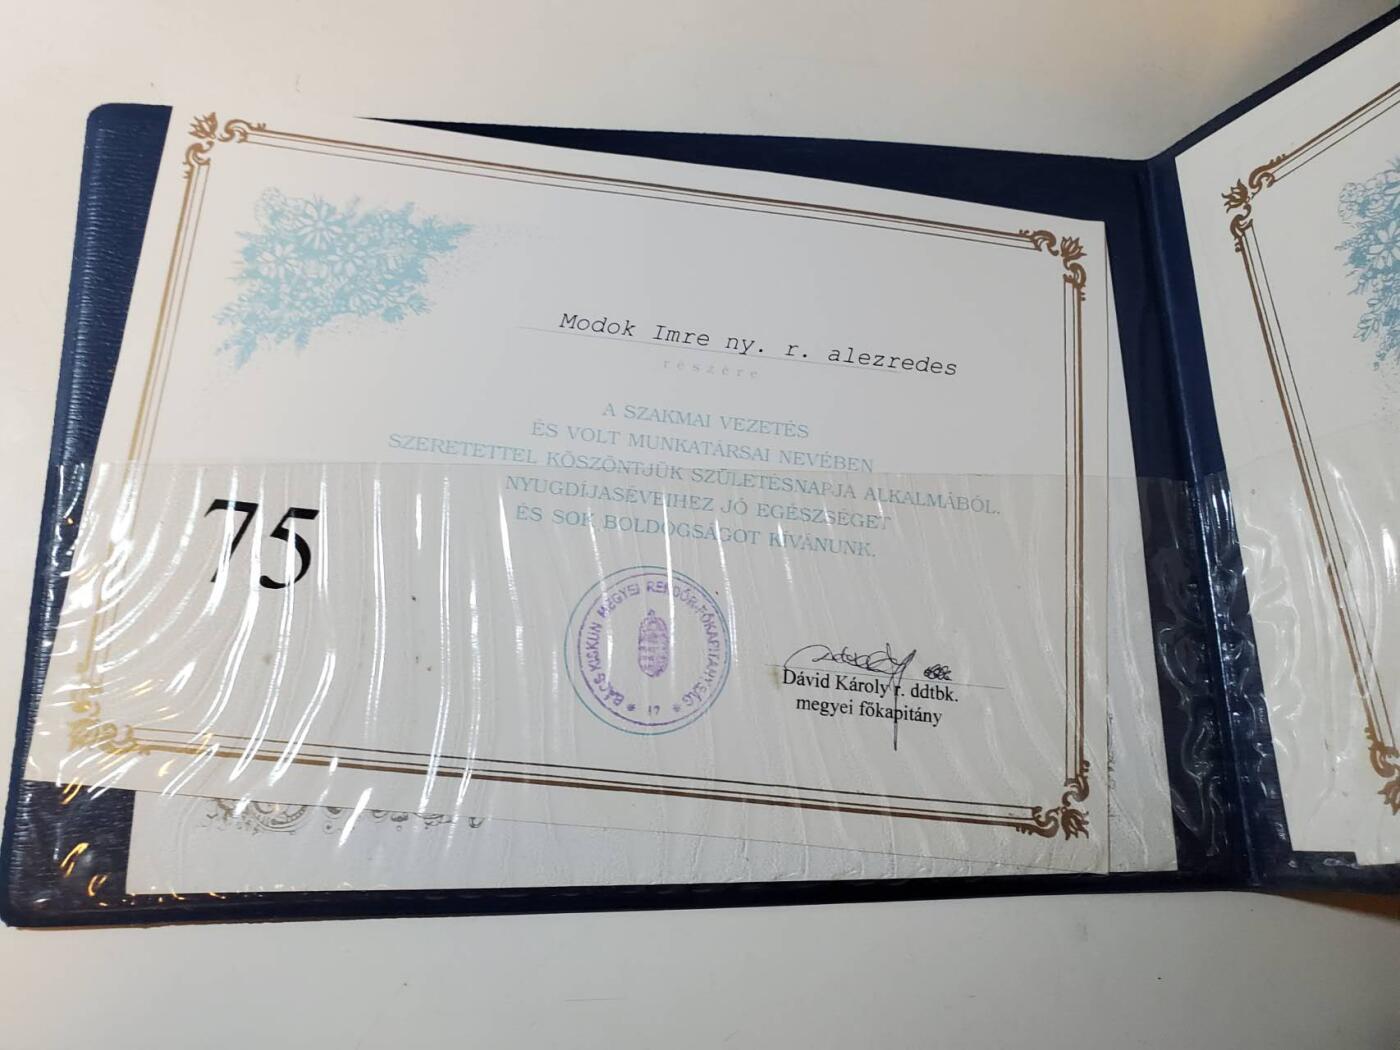 Modok Imre ny. r. alezredes
részére
A SZAKMAI VEZETÉS
ÉS VOLT MUNKATÁRSAI NEVÉBEN
SZERETETTEL KÖSZÖNTJÜK SZÜLETÉSNAPJA ALKALMÁBÓL.
NYUGDÍJASÉVEIHEZ JÓ EGÉSZSÉGET
ÉS SOK BOLDOGSÁGOT KÍVÁNUNK.
75
BÁCS-KISKUN MEGYEI RENDŐR-FŐKAPITÁNYSÁG
* 17 *
Dávid Károly r. ddtbk.
megyei főkapitány